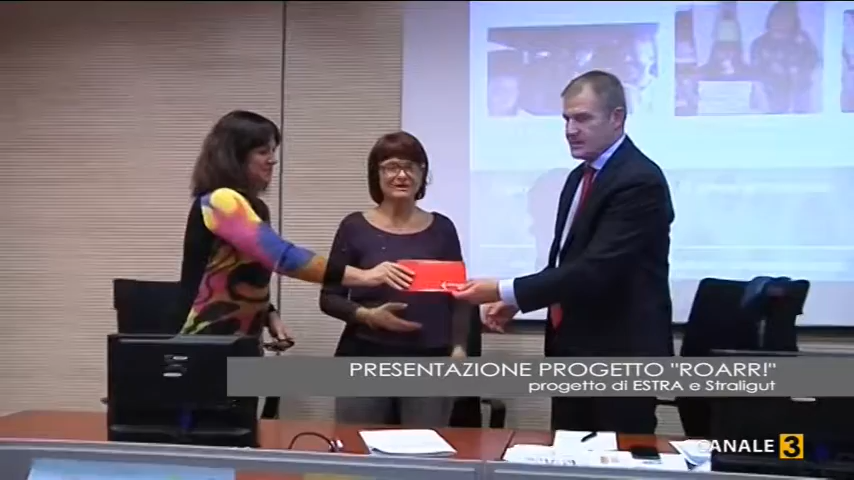 PRESENTAZIONE PROGETTO "ROARR!"
progetto di ESTRA e Straligut
CANALE 3